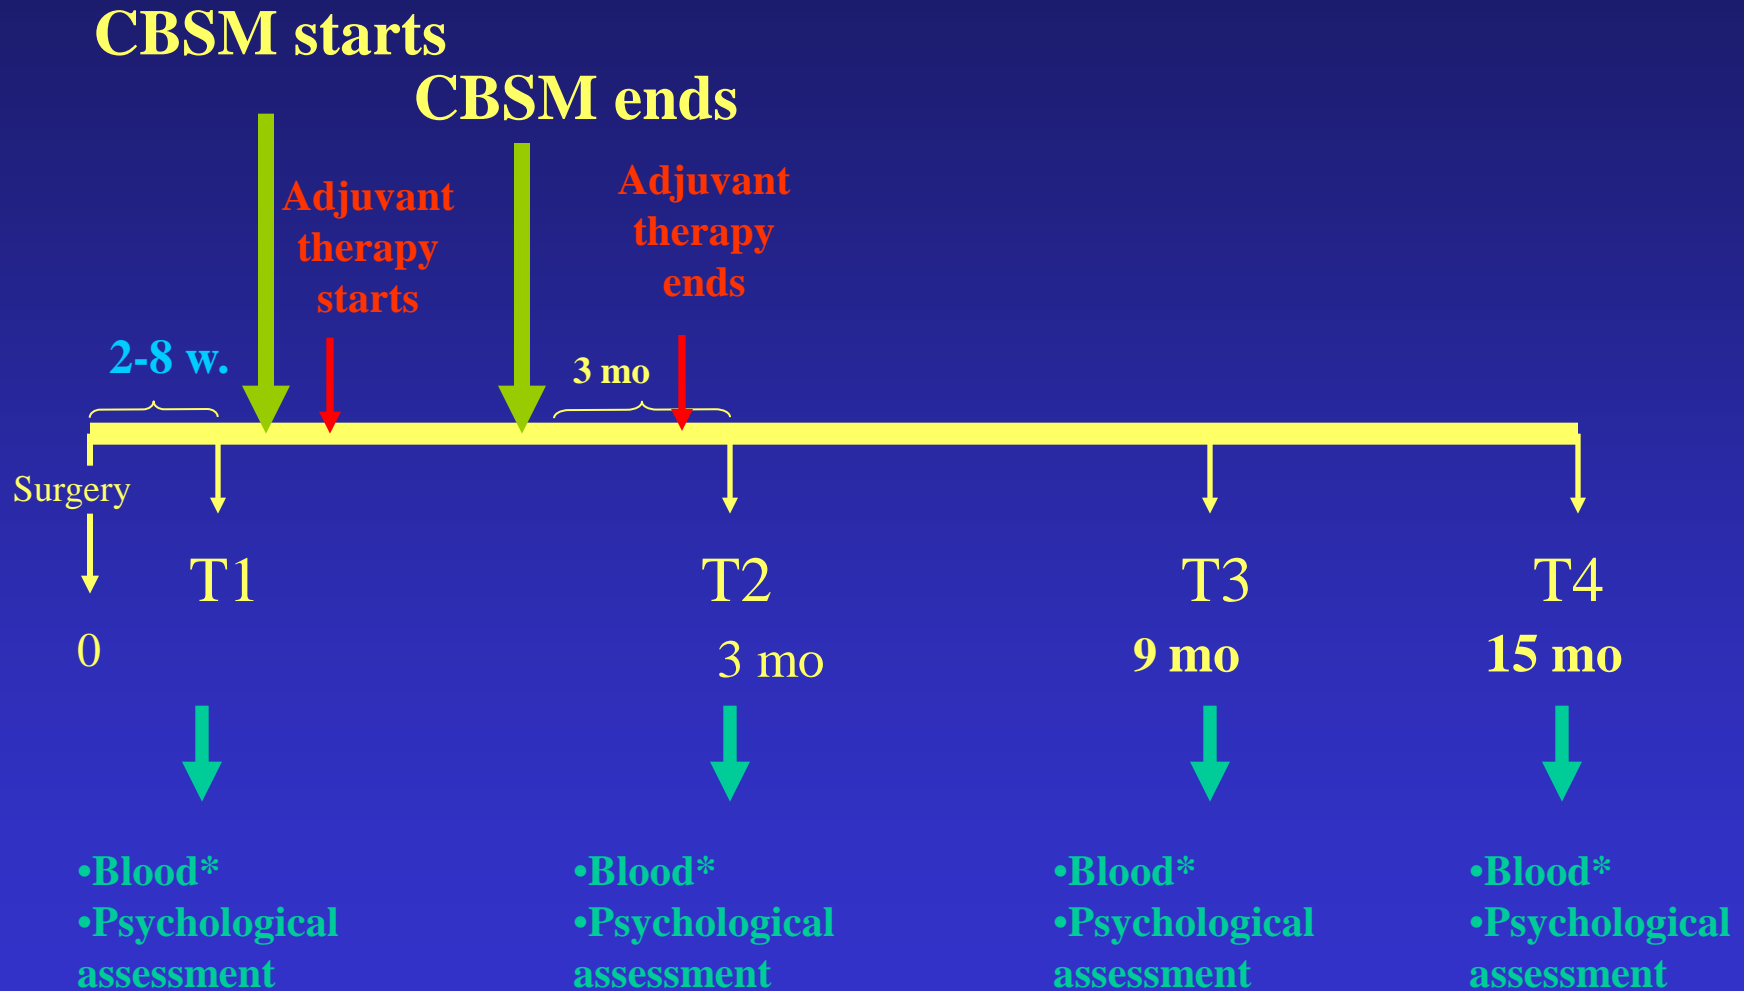 CBSM starts
CBSM ends
Adjuvant
therapy
starts
Adjuvant
therapy
ends
2-8 w.
3 mo
Surgery
T1
T2
T3
T4
0
3 mo
9 mo
15 mo
•Blood*
•Psychological
assessment
•Blood*
•Psychological
assessment
•Blood*
•Psychological
assessment
•Blood*
•Psychological
assessment